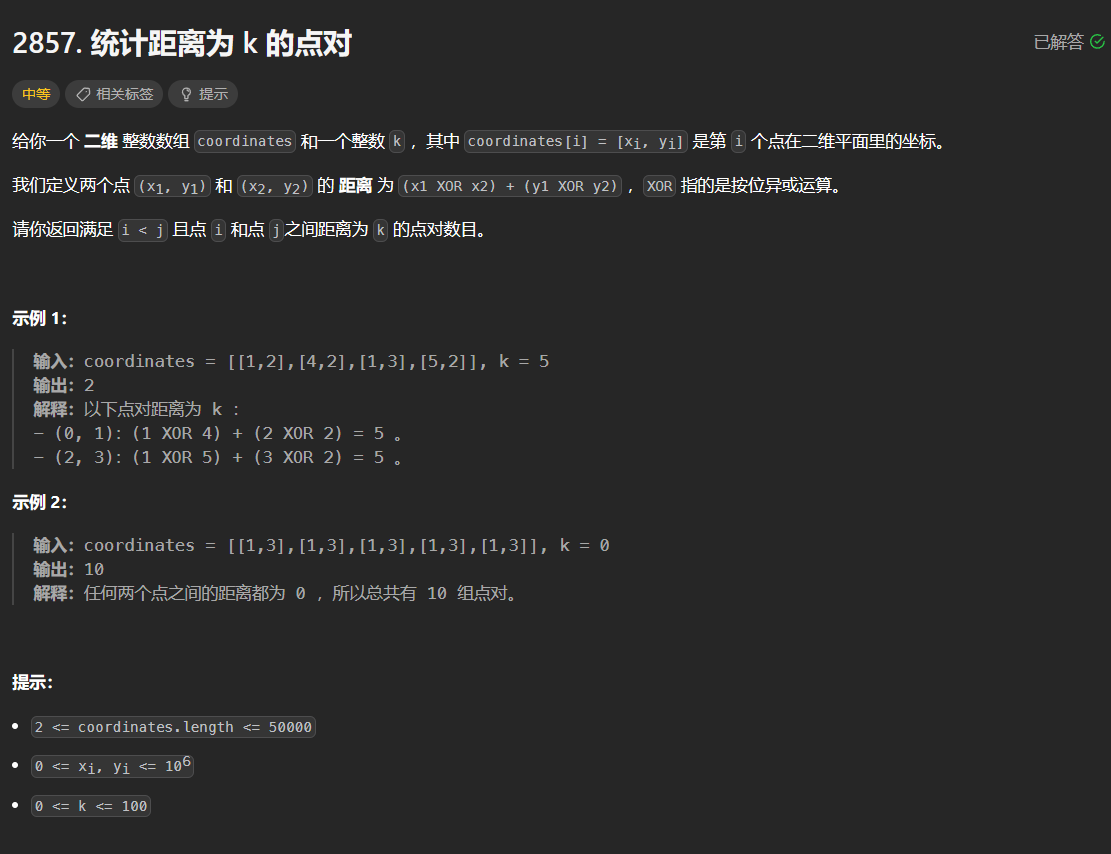 2857. 统计距离为 k 的点对
已解答
中等 相关标签 提示
给你一个 二维 整数数组 coordinates 和一个整数 k ，其中 coordinates[i] = [xi, yi] 是第 i 个点在二维平面里的坐标。
我们定义两个点 (x1, y1) 和 (x2, y2) 的 距离 为 (x1 XOR x2) + (y1 XOR y2) ，XOR 指的是按位异或运算。
请你返回满足 i < j 且点 i 和点 j之间距离为 k 的点对数目。
示例 1：
输入：coordinates = [[1,2],[4,2],[1,3],[5,2]], k = 5
输出：2
解释：以下点对距离为 k ：
- (0, 1)：(1 XOR 4) + (2 XOR 2) = 5 。
- (2, 3)：(1 XOR 5) + (3 XOR 2) = 5 。
示例 2：
输入：coordinates = [[1,3],[1,3],[1,3],[1,3],[1,3]], k = 0
输出：10
解释：任何两个点之间的距离都为 0 ，所以总共有 10 组点对。
提示：
• 2 <= coordinates.length <= 50000
• 0 <= xi, yi <= 10^6
• 0 <= k <= 100